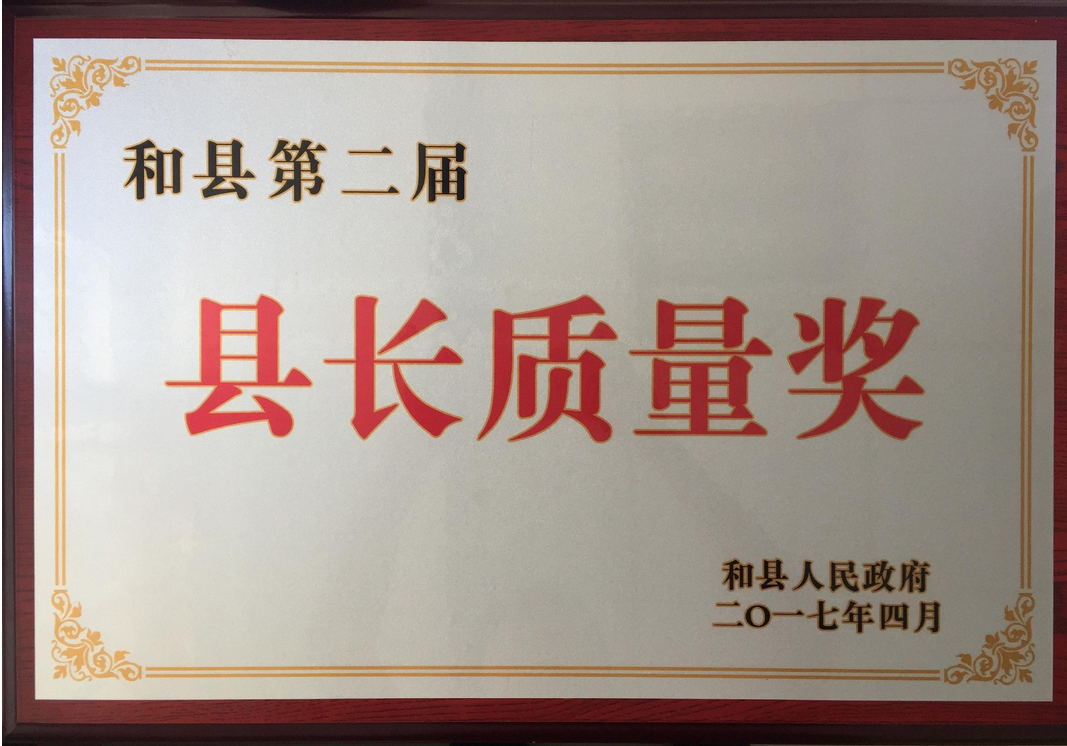 和县第二届
县长质量奖
和县人民政府
二〇一七年四月